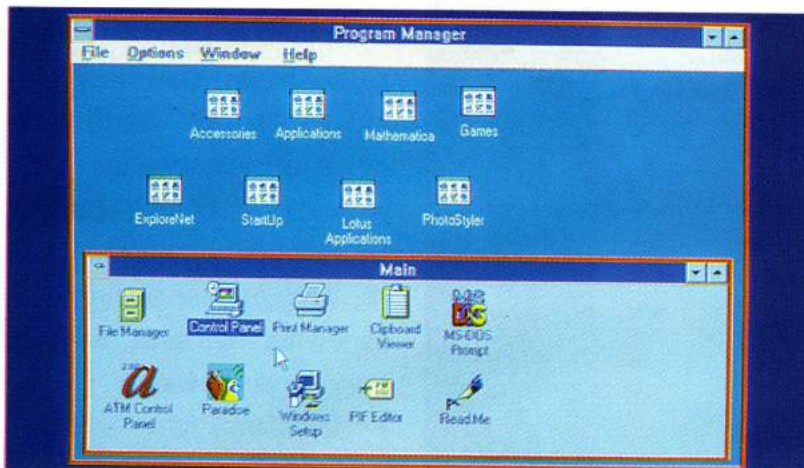 Program Manager
File Options Window Help
Accessories Applications Mathematica Games
ExploreNet StartUp Lotus Applications PhotoStyler
Main
File Manager Control Panel Print Manager Clipboard Viewer MS-DOS Prompt
ATM Control Panel Paradise Windows Setup PIF Editor Read Me